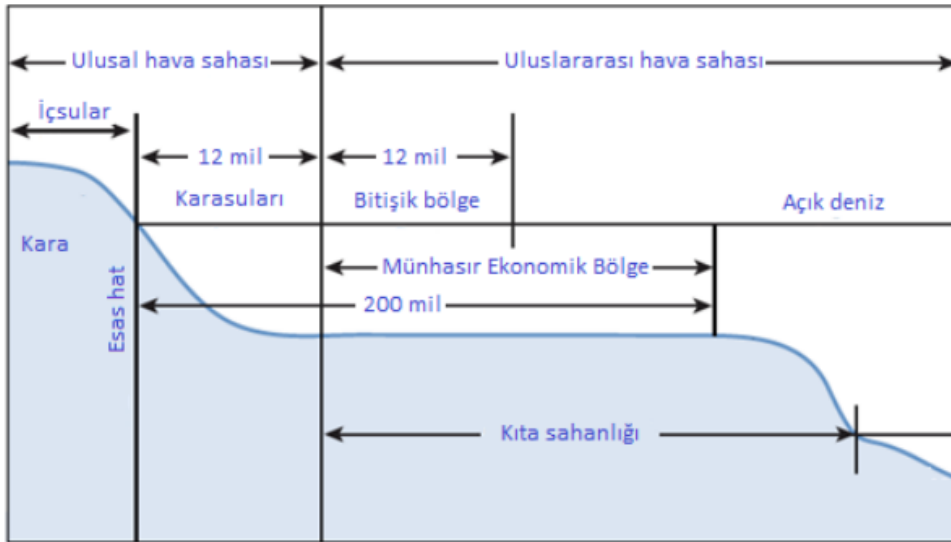 Ulusal hava sahası
Uluslararası hava sahası
İçsular
12 mil
12 mil
Karasuları
Bitişik bölge
Açık deniz
Kara
Münhasır Ekonomik Bölge
Esas hat
200 mil
Kıta sahanlığı